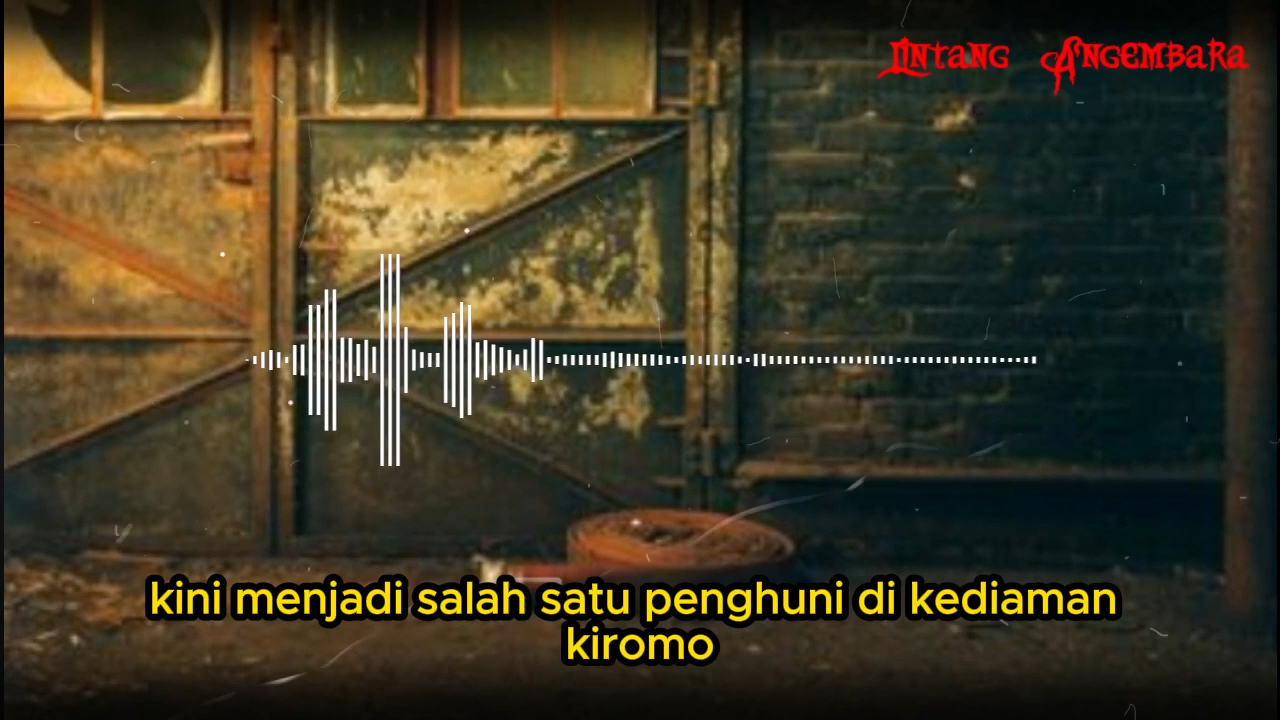 Lintang Angembara
kini menjadi salah satu penghuni di kediaman
kiromo